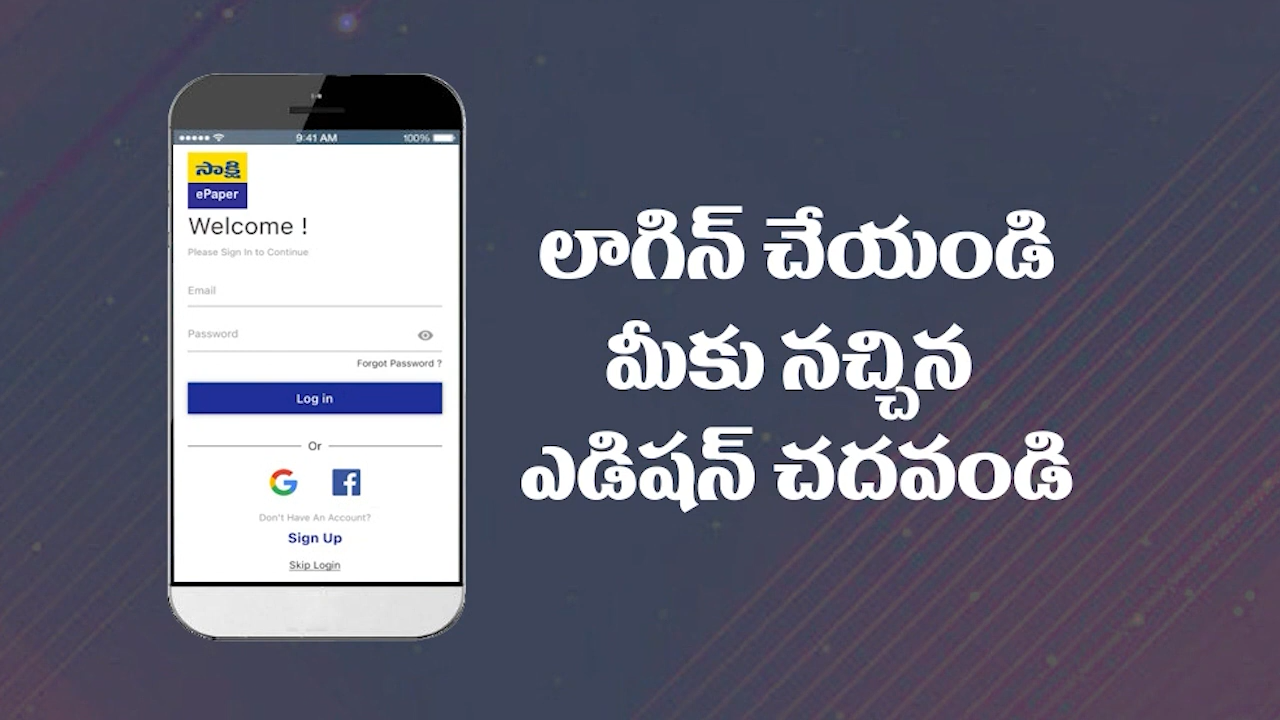 9:41 AM
100%
సాక్షి
ePaper
Welcome !
Please Sign In to Continue
Email
Password
Forgot Password ?
Log in
Or
G
f
Don't Have An Account?
Sign Up
Skip Login
లాగిన్ చేయండి
మీకు నచ్చిన
ఎడిషన్ చదవండి